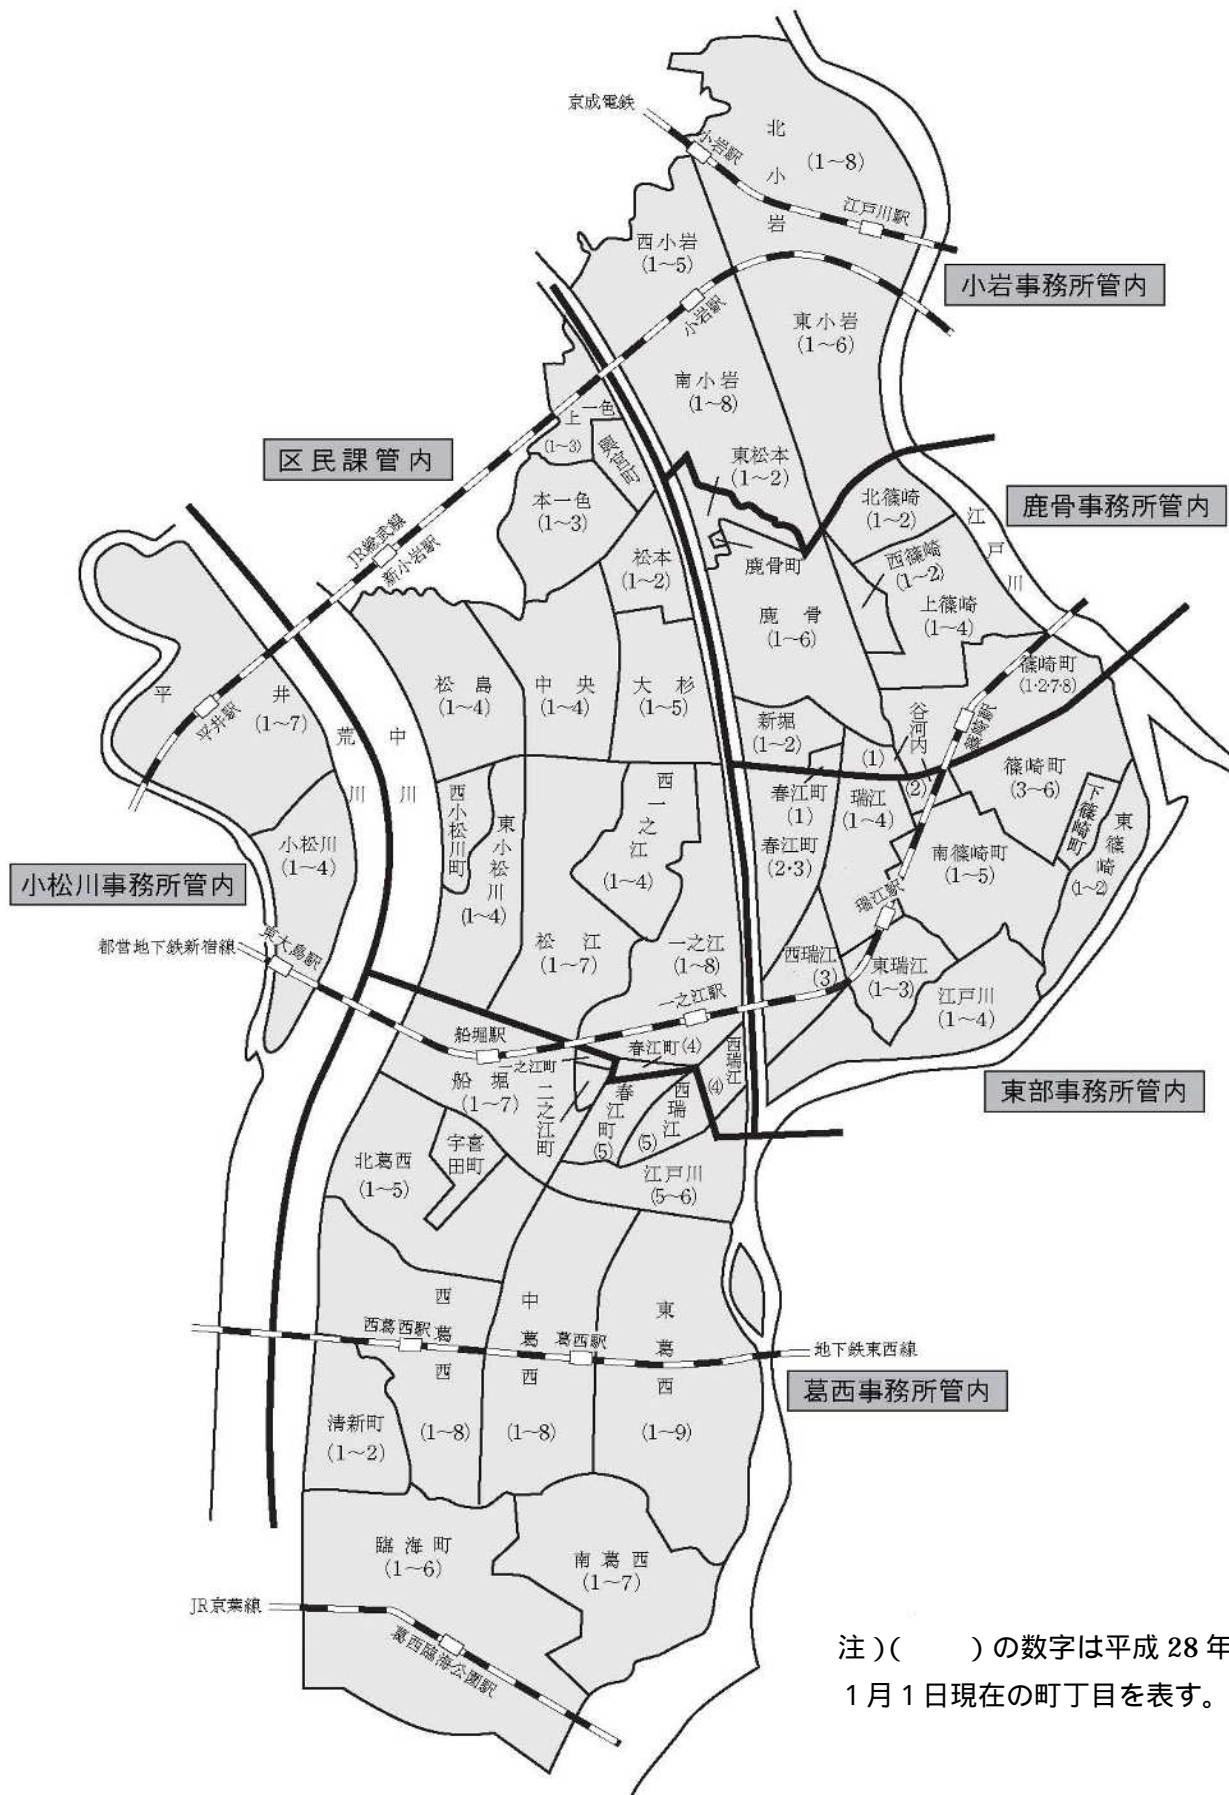 京成電鉄
小岩駅
北小岩
(1～8)
江戸川駅
西小岩
(1～5)
小岩駅
小岩事務所管内
東小岩
(1～6)
南小岩
(1～8)
上一色
(1～3)
興宮町
区民課管内
東松本
(1～2)
本一色
(1～3)
北篠崎
(1～2)
鹿骨事務所管内
江戸川
JR総武線
新小岩駅
松本
(1～2)
鹿骨町
西篠崎
(1～2)
鹿骨
(1～6)
上篠崎
(1～4)
篠崎町
(1･2･7･8)
平井
(1～7)
平井駅
荒川
中川
松島
(1～4)
中央
(1～4)
大杉
(1～5)
新堀
(1～2)
谷河内
(1)
(2)
篠崎駅
篠崎町
(3～6)
下篠崎町
東篠崎
(1～2)
春江町
(1)
瑞江
(1～4)
西小松川町
東小松川
(1～4)
西一之江
(1～4)
春江町
(2･3)
南篠崎町
(1～5)
小松川
(1～4)
小松川事務所管内
瑞江駅
都営地下鉄新宿線
東大島駅
松江
(1～7)
一之江
(1～8)
西瑞江
(3)
東瑞江
(1～3)
江戸川
(1～4)
一之江駅
船堀駅
春江町(4)
一之江町
西瑞江
(4)
船堀
(1～7)
二之江町
春江町
(5)
西瑞江
(5)
東部事務所管内
宇喜田町
北葛西
(1～5)
江戸川
(5～6)
西葛西
(1～8)
中葛西
(1～8)
東葛西
(1～9)
西葛西駅
葛西駅
地下鉄東西線
葛西事務所管内
清新町
(1～2)
臨海町
(1～6)
南葛西
(1～7)
JR京葉線
葛西臨海公園駅
注)(　　)の数字は平成 28 年
1月1日現在の町丁目を表す。